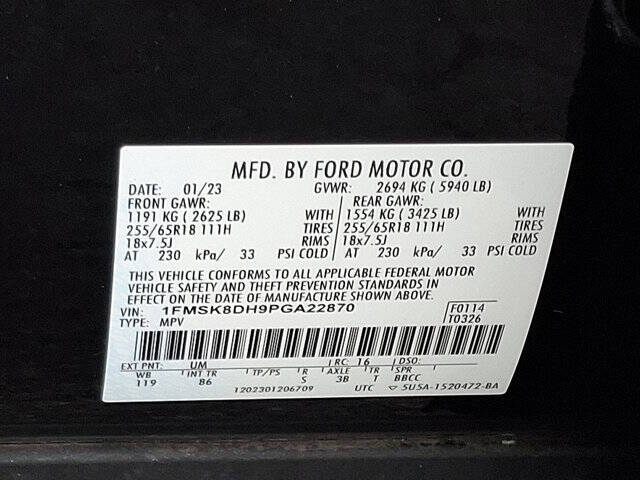 MFD. BY FORD MOTOR CO.
DATE: 01/23 GVWR: 2694 KG ( 5940 LB)
FRONT GAWR: REAR GAWR:
1191 KG ( 2625 LB) WITH 1554 KG ( 3425 LB) WITH
255/65R18 111H TIRES 255/65R18 111H TIRES
18x7.5J RIMS 18x7.5J RIMS
AT 230 kPa/ 33 PSI COLD AT 230 kPa/ 33 PSI COLD
THIS VEHICLE CONFORMS TO ALL APPLICABLE FEDERAL MOTOR
VEHICLE SAFETY AND THEFT PREVENTION STANDARDS IN
EFFECT ON THE DATE OF MANUFACTURE SHOWN ABOVE.
VIN: 1FMSK8DH9PGA22870 F0114
TYPE: MPV T0326
EXT PNT: UM RC: 16 DSO:
WB INT TR TP/PS R AXLE TR SPR
119 86 S 3B T BBCC
1202301206709 UTC ▽ 5U5A-1520472-BA